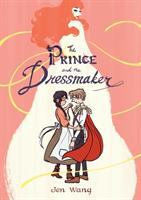 The
PRINCE
and the
Dressmaker
Jen Wang